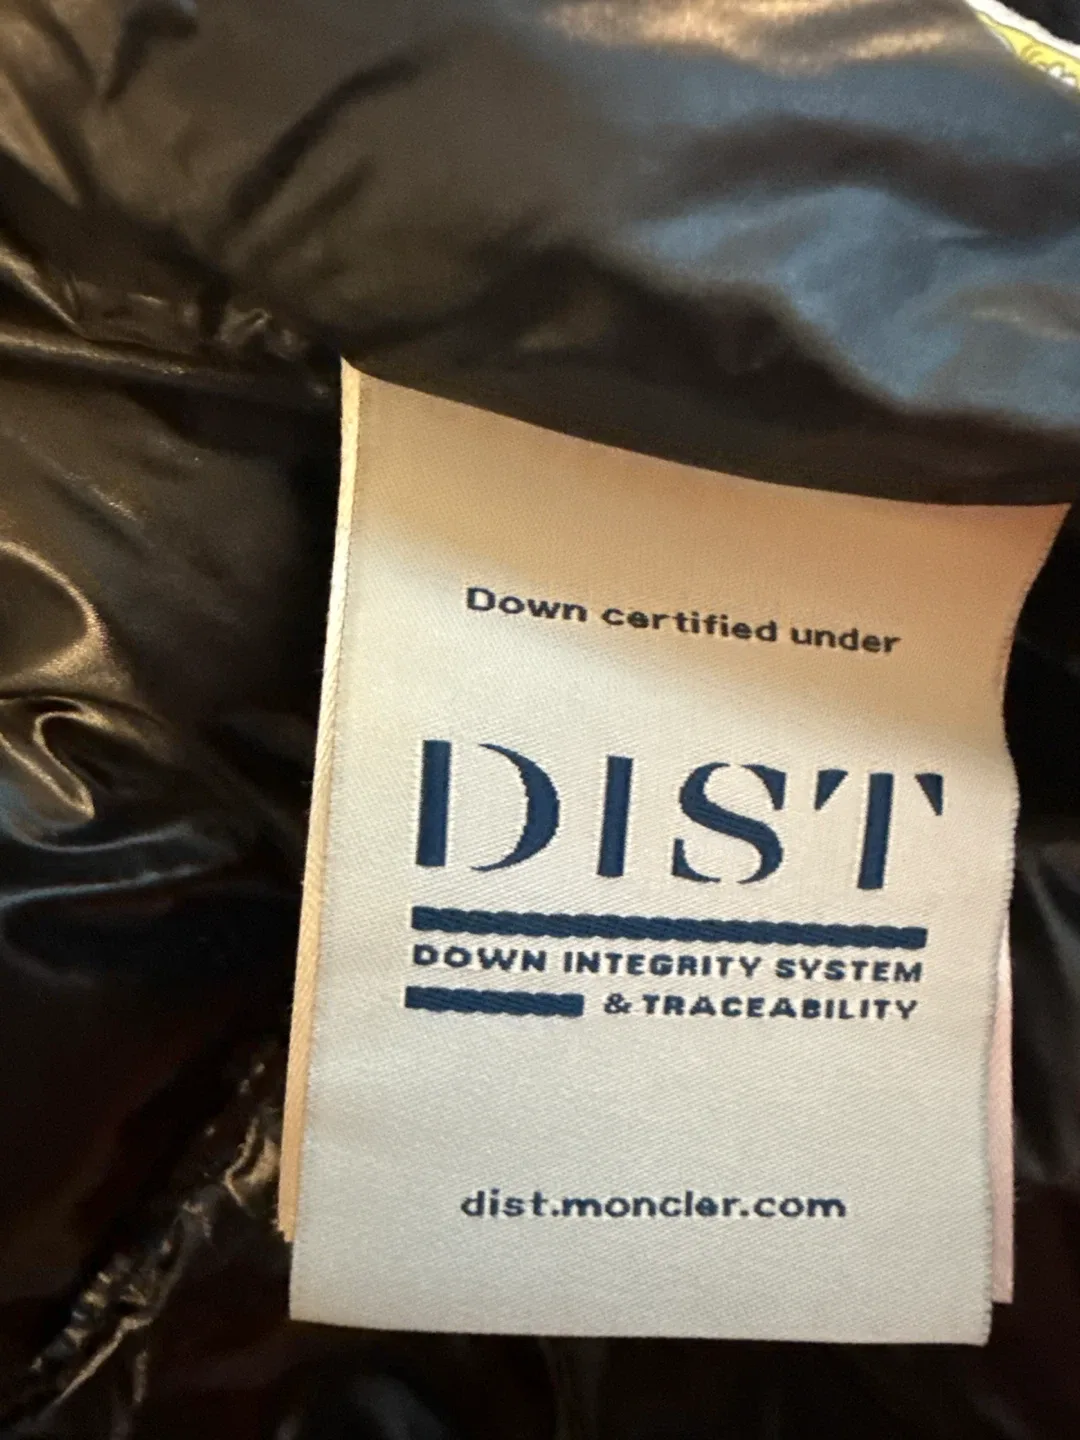 Down certified under
DIST
DOWN INTEGRITY SYSTEM
& TRACEABILITY
dist.moncler.com